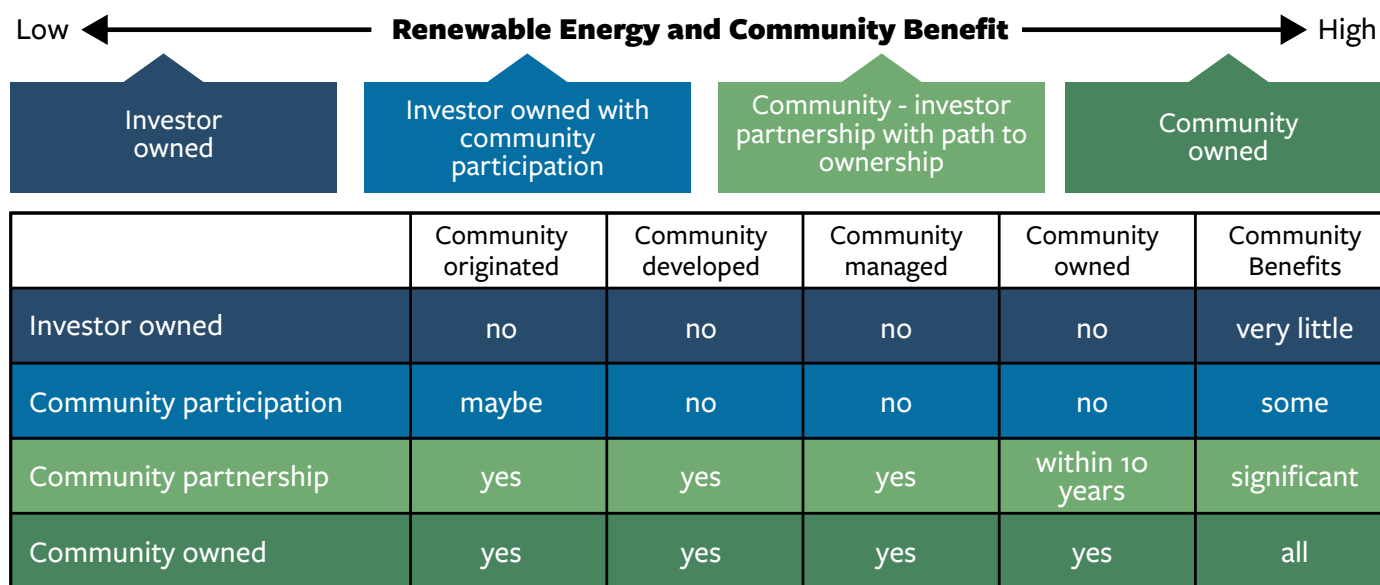 Low Renewable Energy and Community Benefit High
Investor
owned
Investor owned with
community
participation
Community - investor
partnership with path to
ownership
Community
owned
Community
originated
Community
developed
Community
managed
Community
owned
Community
Benefits
Investor owned no no no no very little
Community participation maybe no no no some
Community partnership yes yes yes within 10
years significant
Community owned yes yes yes yes all